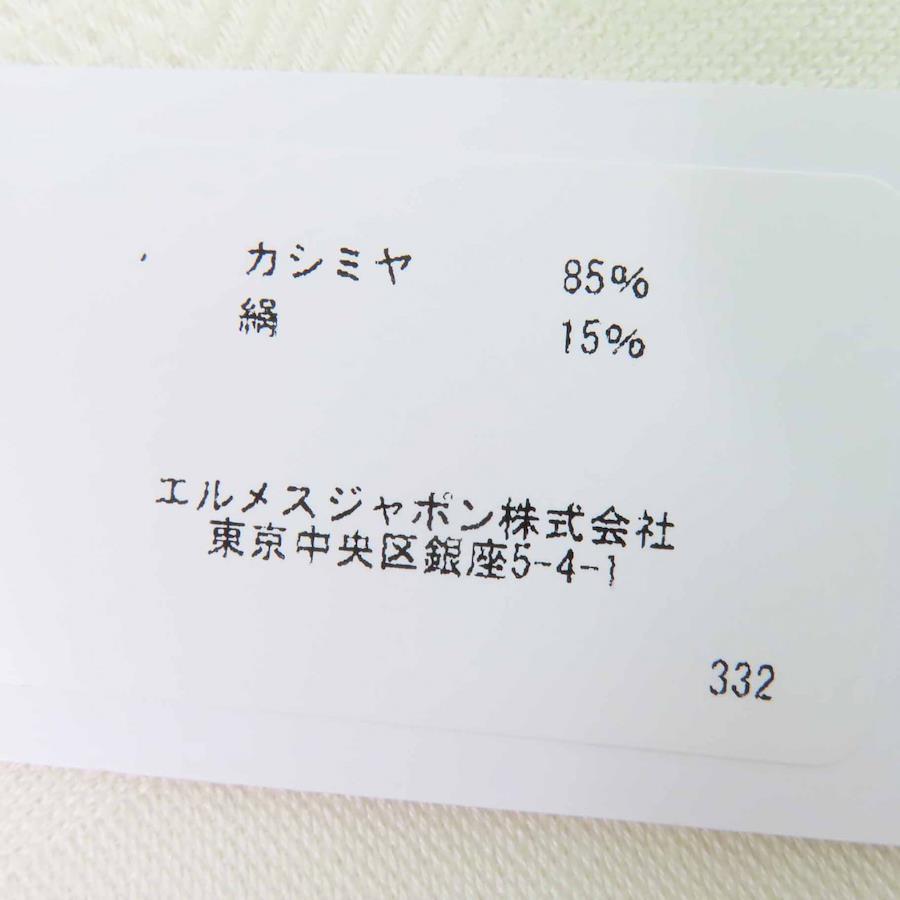 カシミヤ 85%
絹 15%
エルメスジャポン株式会社
東京中央区銀座5-4-1
332